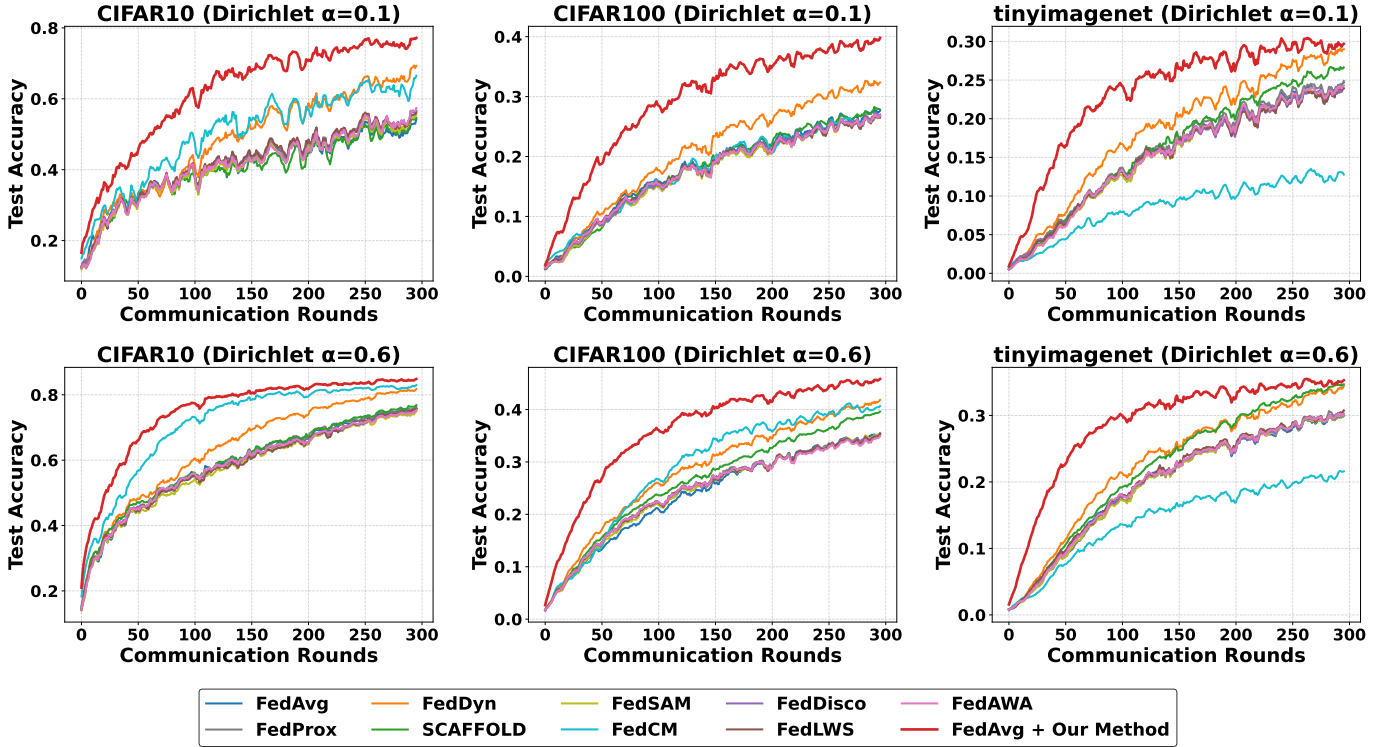 CIFAR10 (Dirichlet α=0.1)
Test Accuracy
0.8
0.6
0.4
0.2
0 50 100 150 200 250 300
Communication Rounds
CIFAR100 (Dirichlet α=0.1)
Test Accuracy
0.4
0.3
0.2
0.1
0.0
0 50 100 150 200 250 300
Communication Rounds
tinyimagenet (Dirichlet α=0.1)
Test Accuracy
0.30
0.25
0.20
0.15
0.10
0.05
0.00
0 50 100 150 200 250 300
Communication Rounds
CIFAR10 (Dirichlet α=0.6)
Test Accuracy
0.8
0.6
0.4
0.2
0 50 100 150 200 250 300
Communication Rounds
CIFAR100 (Dirichlet α=0.6)
Test Accuracy
0.4
0.3
0.2
0.1
0.0
0 50 100 150 200 250 300
Communication Rounds
tinyimagenet (Dirichlet α=0.6)
Test Accuracy
0.3
0.2
0.1
0.0
0 50 100 150 200 250 300
Communication Rounds
FedAvg FedDyn FedSAM FedDisco FedAWA
FedProx SCAFFOLD FedCM FedLWS FedAvg + Our Method